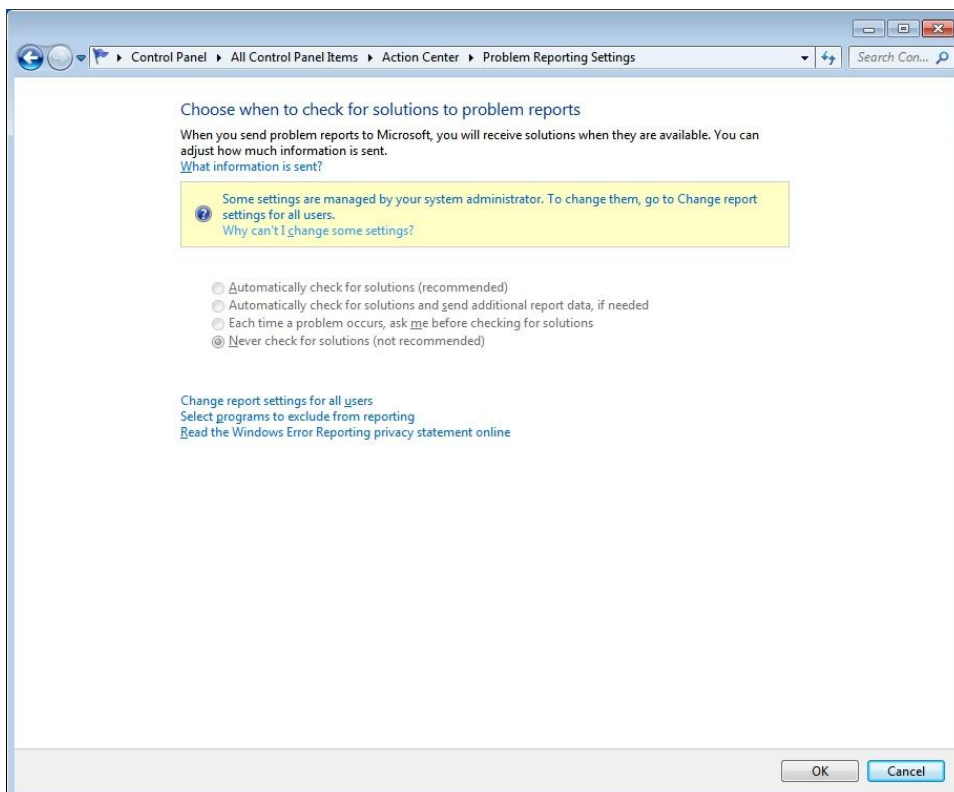 Control Panel ▸ All Control Panel Items ▸ Action Center ▸ Problem Reporting Settings
Search Con...
Choose when to check for solutions to problem reports
When you send problem reports to Microsoft, you will receive solutions when they are available. You can
adjust how much information is sent.
What information is sent?
Some settings are managed by your system administrator. To change them, go to Change report
settings for all users.
Why can't I change some settings?
Automatically check for solutions (recommended)
Automatically check for solutions and send additional report data, if needed
Each time a problem occurs, ask me before checking for solutions
Never check for solutions (not recommended)
Change report settings for all users
Select programs to exclude from reporting
Read the Windows Error Reporting privacy statement online
OK
Cancel